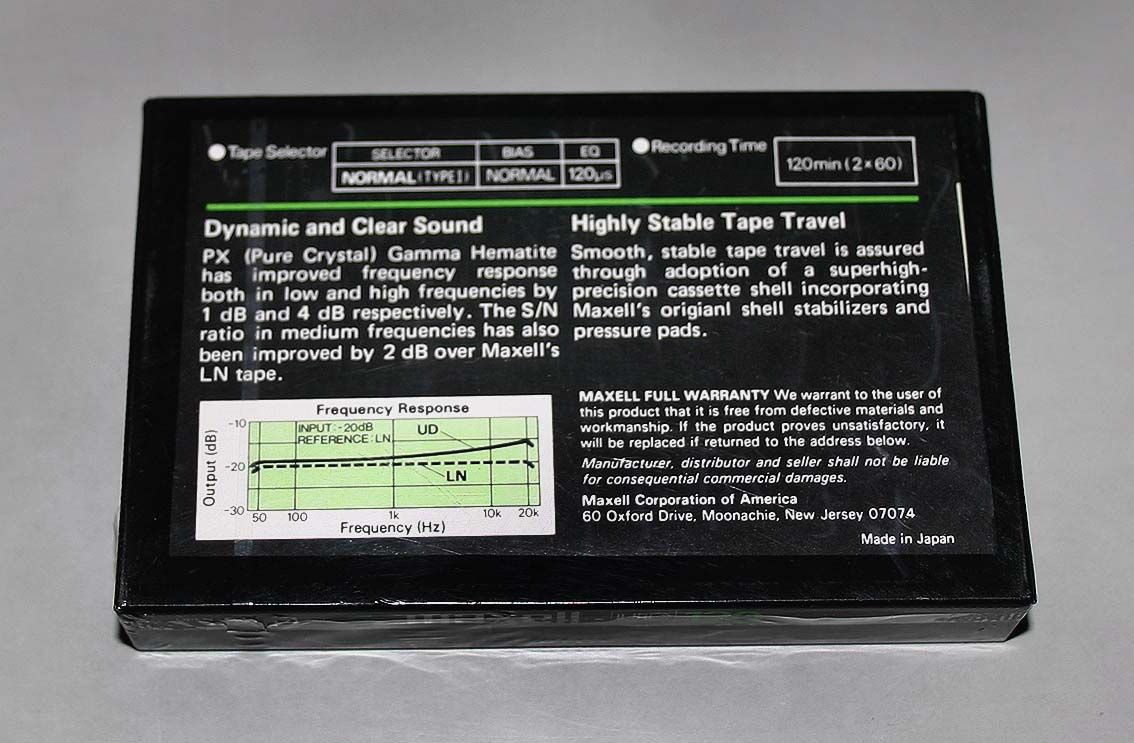 Tape Selector
SELECTOR BIAS EQ
NORMAL (TYPE I) NORMAL 120μs
Recording Time
120min (2×60)
Dynamic and Clear Sound
PX (Pure Crystal) Gamma Hematite
has improved frequency response
both in low and high frequencies by
1 dB and 4 dB respectively. The S/N
ratio in medium frequencies has also
been improved by 2 dB over Maxell's
LN tape.
Highly Stable Tape Travel
Smooth, stable tape travel is assured
through adoption of a superhigh-
precision cassette shell incorporating
Maxell's origianl shell stabilizers and
pressure pads.
Frequency Response
INPUT: -20dB
REFERENCE: LN
UD
LN
Output (dB)
-10
-20
-30
50 100 1k 10k 20k
Frequency (Hz)
MAXELL FULL WARRANTY We warrant to the user of
this product that it is free from defective materials and
workmanship. If the product proves unsatisfactory, it
will be replaced if returned to the address below.
Manufacturer, distributor and seller shall not be liable
for consequential commercial damages.
Maxell Corporation of America
60 Oxford Drive, Moonachie, New Jersey 07074
Made in Japan